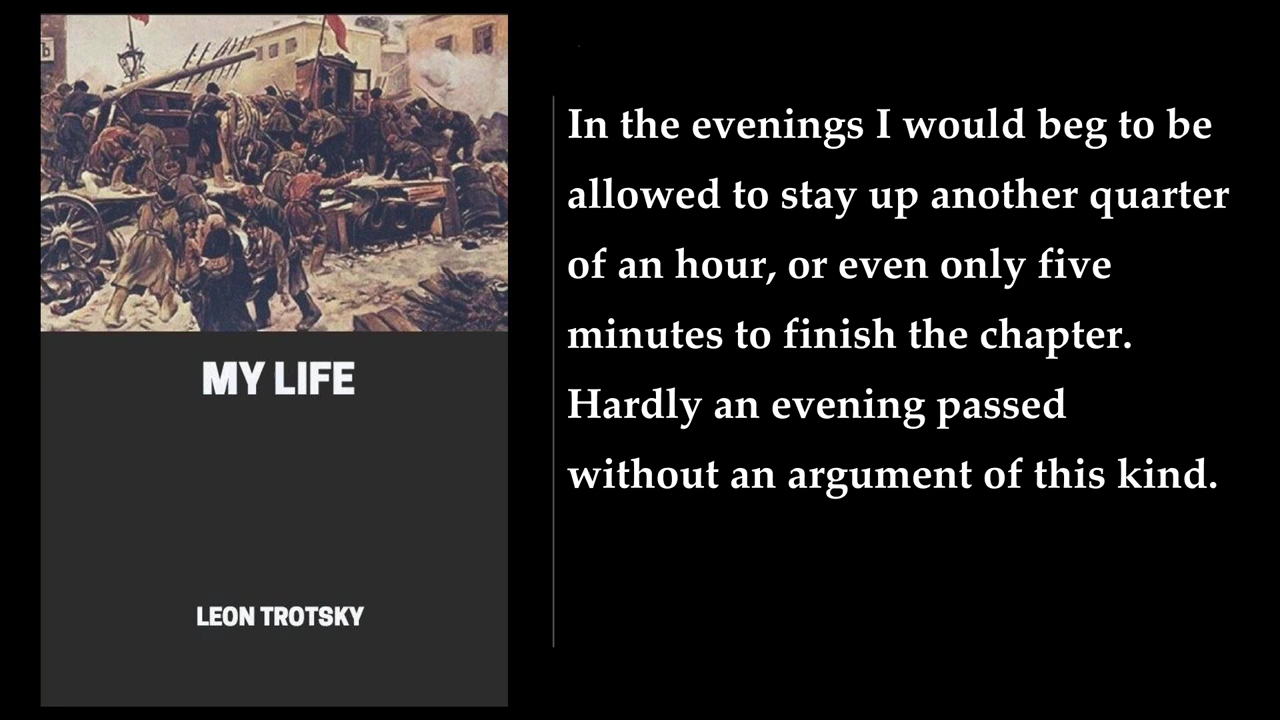 MY LIFE
LEON TROTSKY
In the evenings I would beg to be
allowed to stay up another quarter
of an hour, or even only five
minutes to finish the chapter.
Hardly an evening passed
without an argument of this kind.